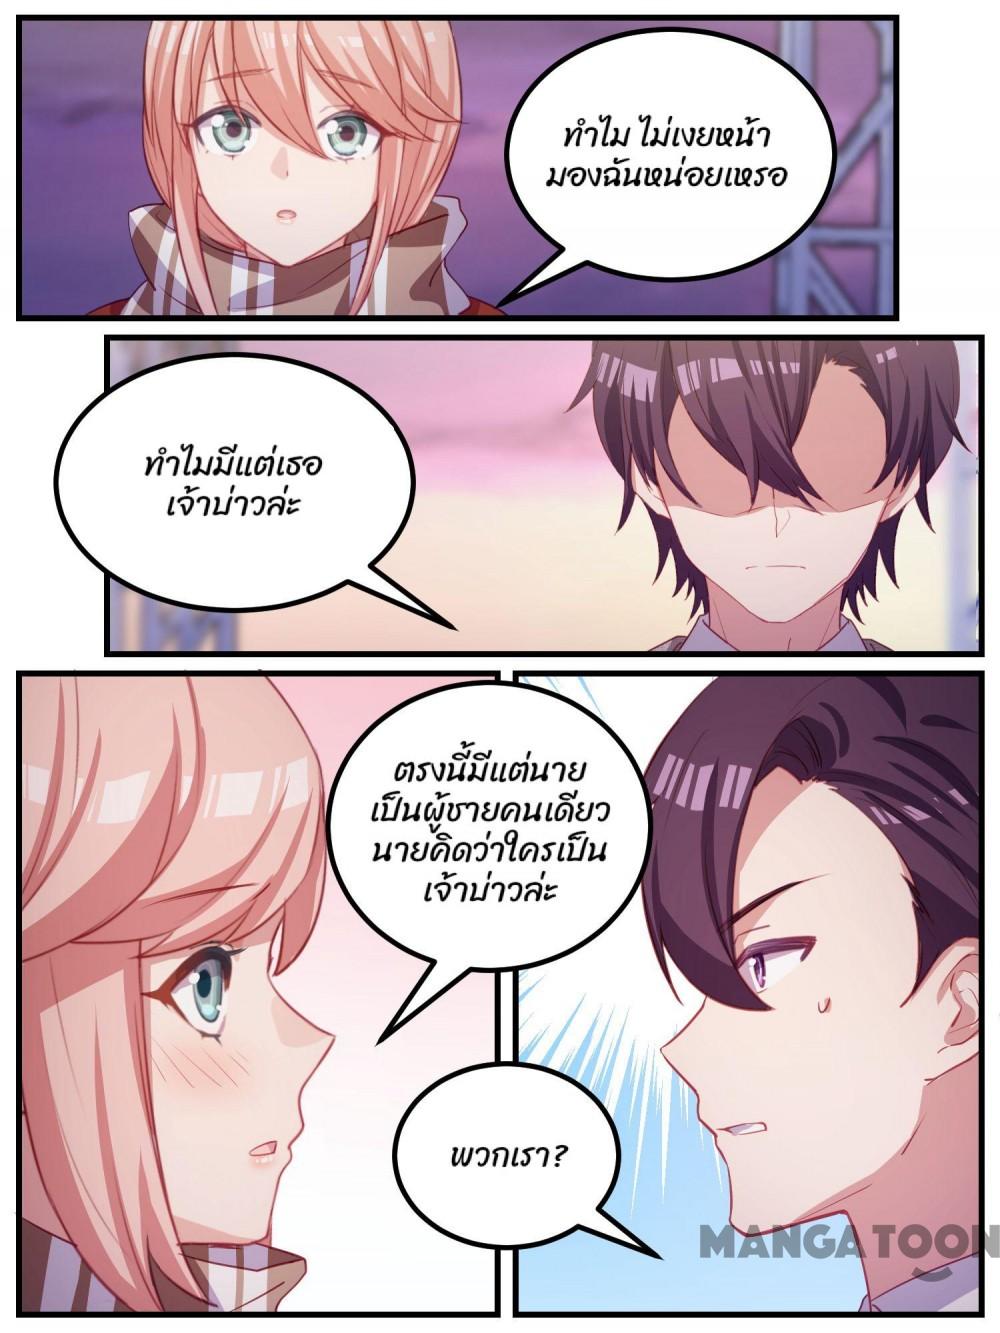 ทำไม ไม่เงยหน้า
มองฉันหน่อยเหรอ
ทำไมมีแต่เธอ
เจ้าบ่าวล่ะ
ตรงนี้มีแต่นาย
เป็นผู้ชายคนเดียว
นายคิดว่าใครเป็น
เจ้าบ่าวล่ะ
พวกเรา?
MANGATOON